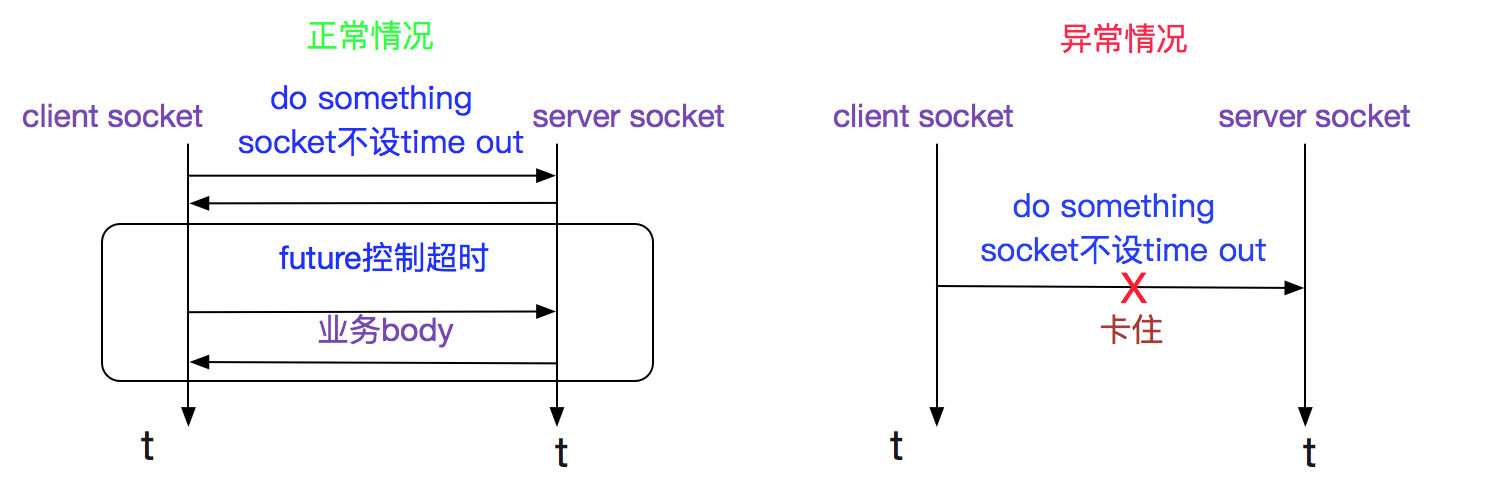 正常情况
client socket
do something
socket不设time out
server socket
future控制超时
业务body
t
t
异常情况
client socket
server socket
do something
socket不设time out
X
卡住
t
t